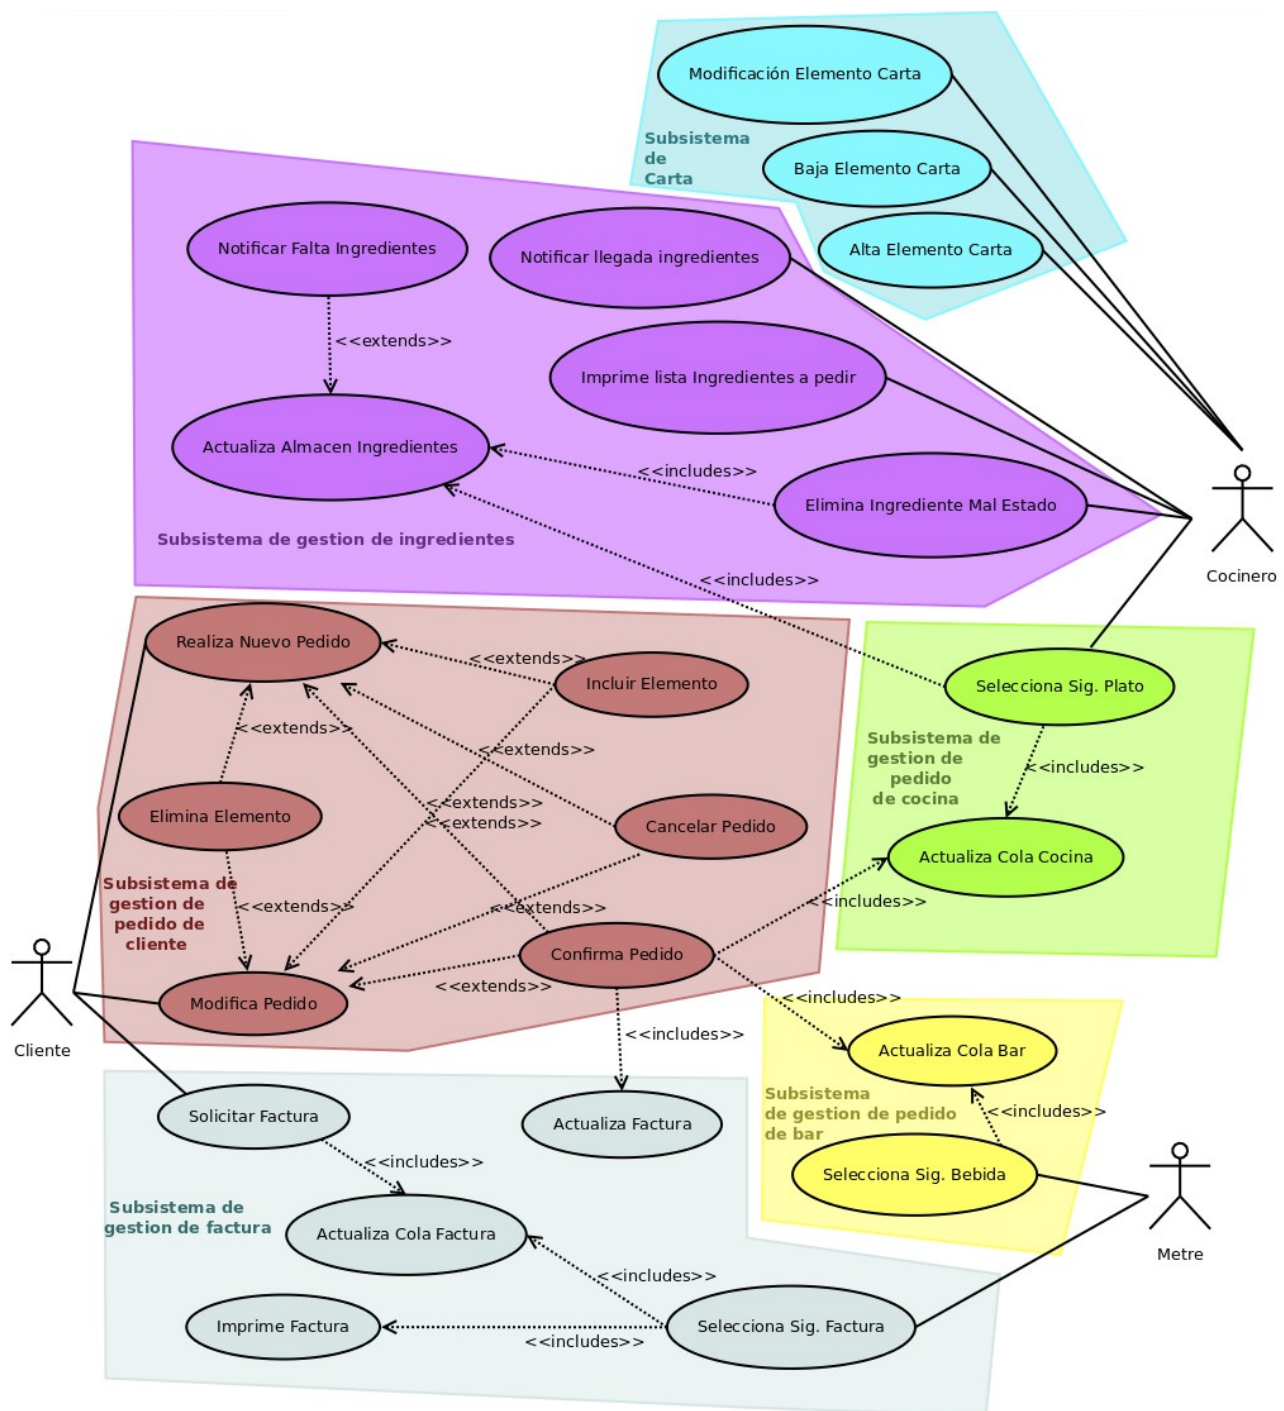 Modificación Elemento Carta
Subsistema
de
Carta
Baja Elemento Carta
Alta Elemento Carta
Notificar Falta Ingredientes
Notificar llegada ingredientes
<<extends>>
Imprime lista Ingredientes a pedir
Actualiza Almacen Ingredientes
<<includes>>
Elimina Ingrediente Mal Estado
Subsistema de gestion de ingredientes
<<includes>>
Cocinero
Realiza Nuevo Pedido
<<extends>>
Incluir Elemento
Selecciona Sig. Plato
<<extends>>
<<extends>>
Subsistema de
gestion de
pedido
de cocina
<<includes>>
<<extends>>
<<extends>>
Elimina Elemento
Cancelar Pedido
Actualiza Cola Cocina
Subsistema de
gestion de
pedido de
cliente
<<extends>>
<<extends>>
<<includes>>
Confirma Pedido
<<extends>>
<<includes>>
Modifica Pedido
Cliente
<<includes>>
Actualiza Cola Bar
Subsistema
de gestion de pedido
de bar
<<includes>>
Solicitar Factura
Actualiza Factura
<<includes>>
Selecciona Sig. Bebida
Subsistema de
gestion de factura
Actualiza Cola Factura
Metre
<<includes>>
Imprime Factura
<<includes>>
Selecciona Sig. Factura